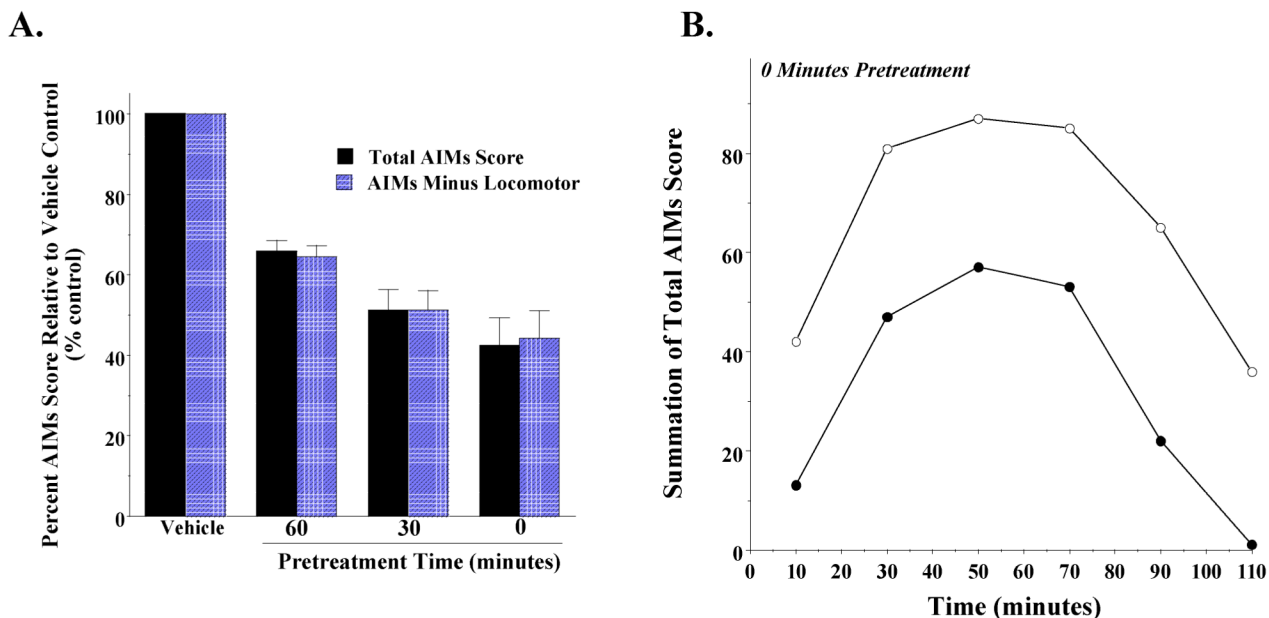 A.
Percent AIMs Score Relative to Vehicle Control
(% control)
100
80
60
40
20
0
Total AIMs Score
AIMs Minus Locomotor
Vehicle
60
30
0
Pretreatment Time (minutes)
B.
0 Minutes Pretreatment
Summation of Total AIMs Score
80
60
40
20
0
0 10 20 30 40 50 60 70 80 90 100 110
Time (minutes)